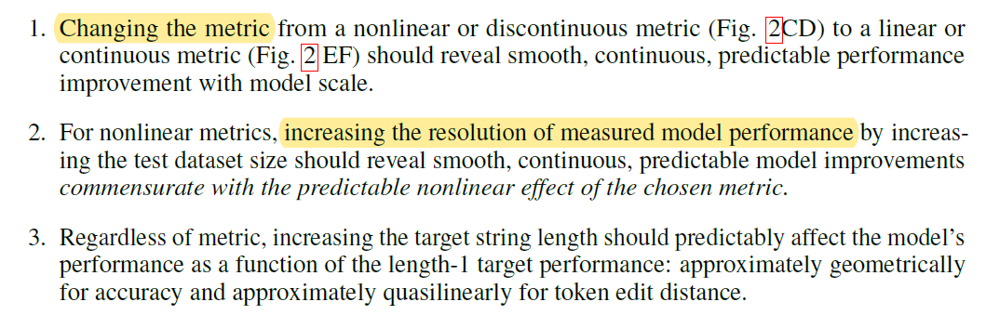 1. Changing the metric from a nonlinear or discontinuous metric (Fig. 2CD) to a linear or
continuous metric (Fig. 2 EF) should reveal smooth, continuous, predictable performance
improvement with model scale.
2. For nonlinear metrics, increasing the resolution of measured model performance by increas-
ing the test dataset size should reveal smooth, continuous, predictable model improvements
commensurate with the predictable nonlinear effect of the chosen metric.
3. Regardless of metric, increasing the target string length should predictably affect the model’s
performance as a function of the length-1 target performance: approximately geometrically
for accuracy and approximately quasilinearly for token edit distance.